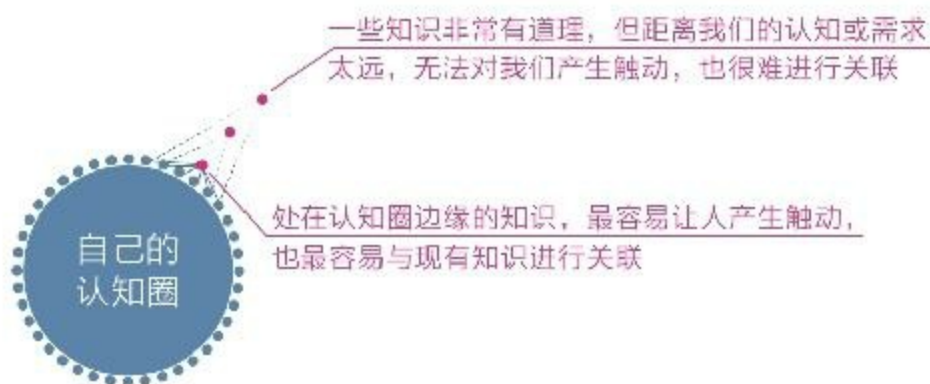 一些知识非常有道理，但距离我们的认知或需求
太远，无法对我们产生触动，也很难进行关联
处在认知圈边缘的知识，最容易让人产生触动，
也最容易与现有知识进行关联
自己的
认知圈